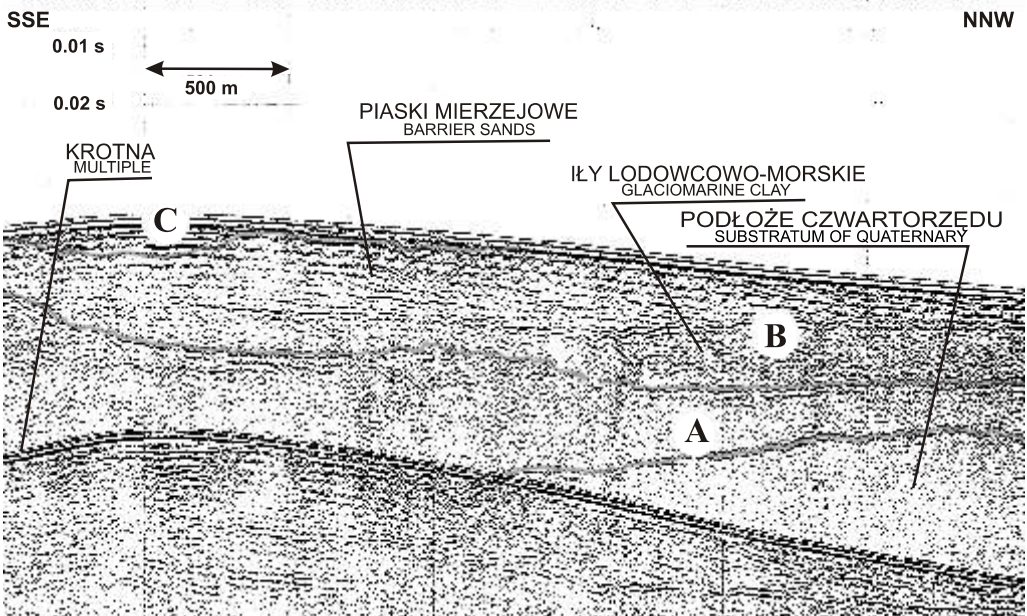 SSE
NNW
0.01 s
500 m
0.02 s
PIASKI MIERZEJOWE
BARRIER SANDS
KROTNA
MULTIPLE
IŁY LODOWCOWO-MORSKIE
GLACIOMARINE CLAY
PODŁOŻE CZWARTORZĘDU
SUBSTRATUM OF QUATERNARY
C
B
A